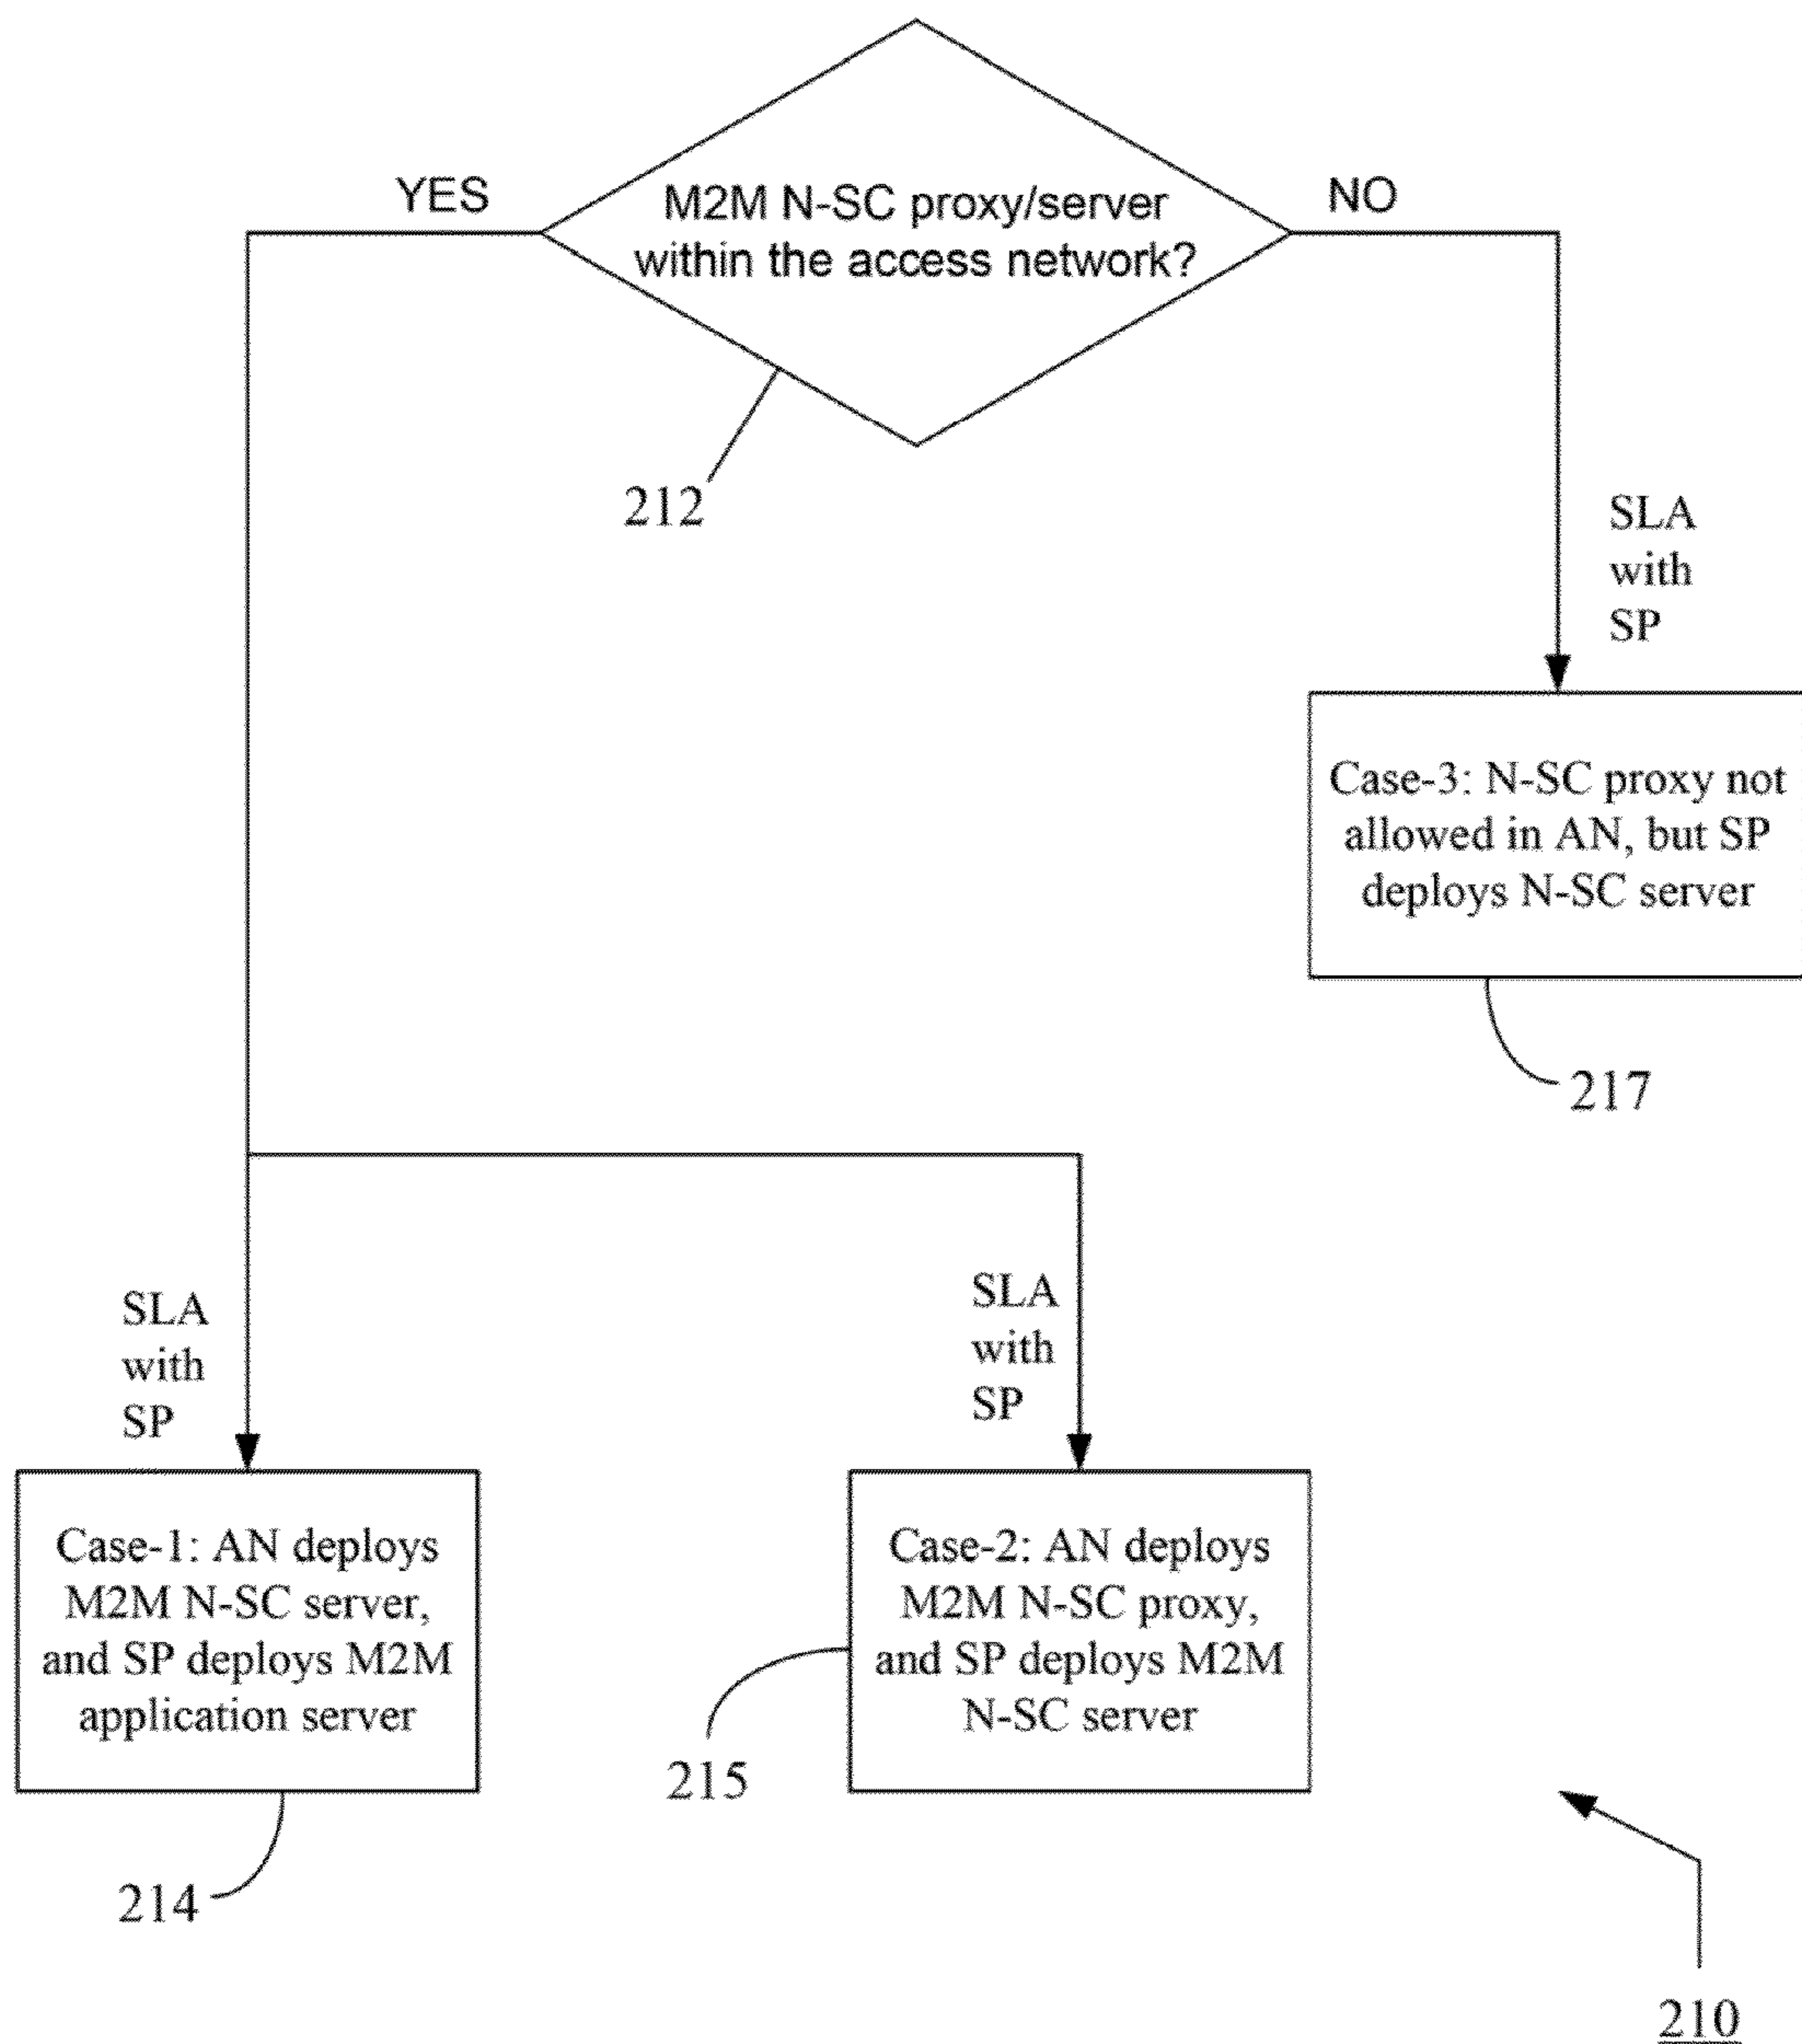 YES
M2M N-SC proxy/server
within the access network?
NO
212
SLA
with
SP
Case-3: N-SC proxy not
allowed in AN, but SP
deploys N-SC server
217
SLA
with
SP
SLA
with
SP
Case-1: AN deploys
M2M N-SC server,
and SP deploys M2M
application server
Case-2: AN deploys
M2M N-SC proxy,
and SP deploys M2M
N-SC server
215
214
210